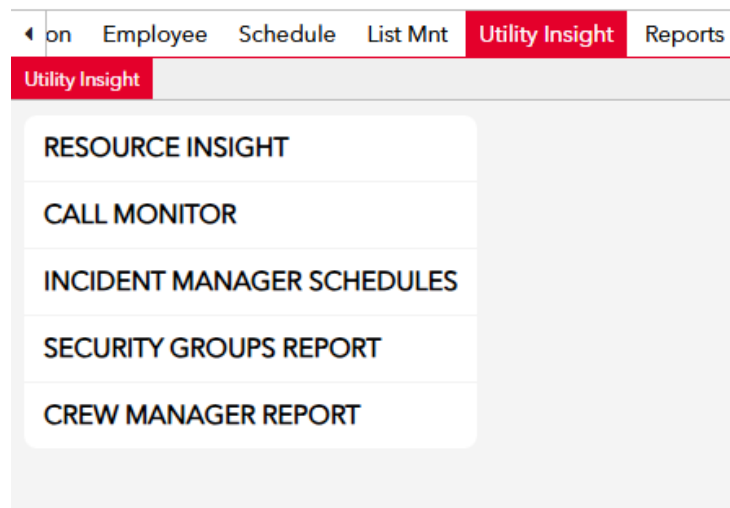 on Employee Schedule List Mnt Utility Insight Reports
Utility Insight
RESOURCE INSIGHT
CALL MONITOR
INCIDENT MANAGER SCHEDULES
SECURITY GROUPS REPORT
CREW MANAGER REPORT